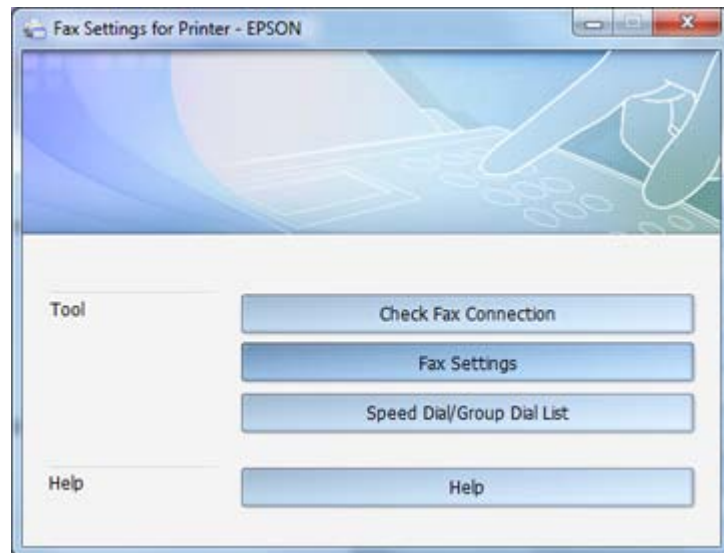 Fax Settings for Printer - EPSON
Tool
Check Fax Connection
Fax Settings
Speed Dial/Group Dial List
Help
Help